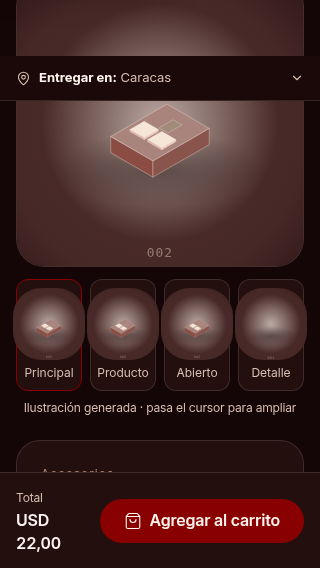 Entregar en: Caracas
002
Principal
Producto
Abierto
Detalle
Ilustración generada · pasa el cursor para ampliar
Total
USD
22,00
Agregar al carrito